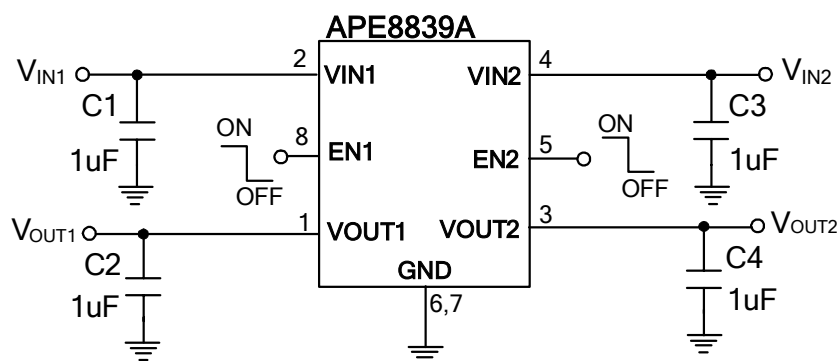 APE8839A
VIN1 2 VIN1 VIN2 4 VIN2
C1 C3
1uF 1uF
ON 8 EN1 EN2 5 ON
OFF OFF
VOUT1 1 VOUT1 VOUT2 3 VOUT2
C2 C4
1uF 1uF
GND
6,7